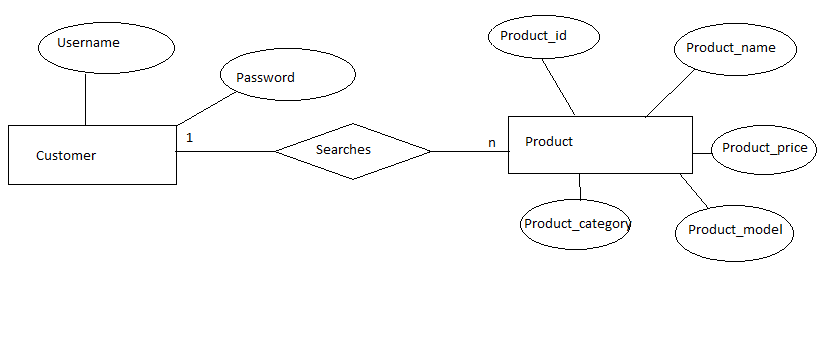 Product_id
Username
Product_name
Password
1
n
Product
Product_price
Searches
Customer
Product_category
Product_model